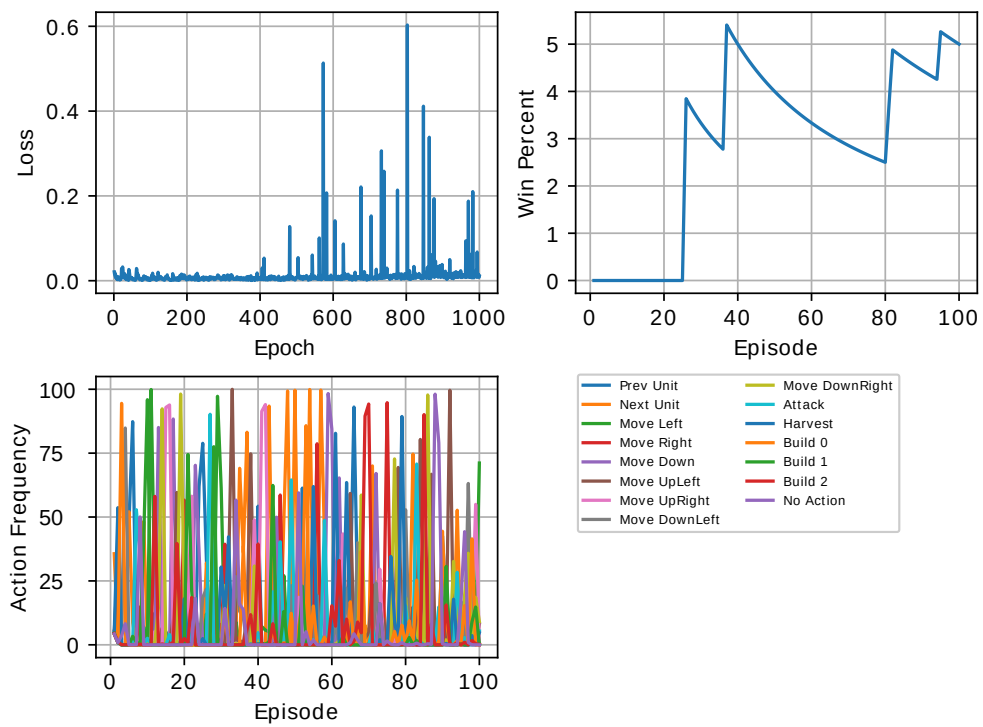 0.6
0.4
0.2
0.0
Loss
0 200 400 600 800 1000
Epoch
5
4
3
2
1
0
Win Percent
0 20 40 60 80 100
Episode
100
75
50
25
0
Action Frequency
0 20 40 60 80 100
Episode
Prev Unit
Next Unit
Move Left
Move Right
Move Down
Move UpLeft
Move UpRight
Move DownLeft
Move DownRight
Attack
Harvest
Build 0
Build 1
Build 2
No Action